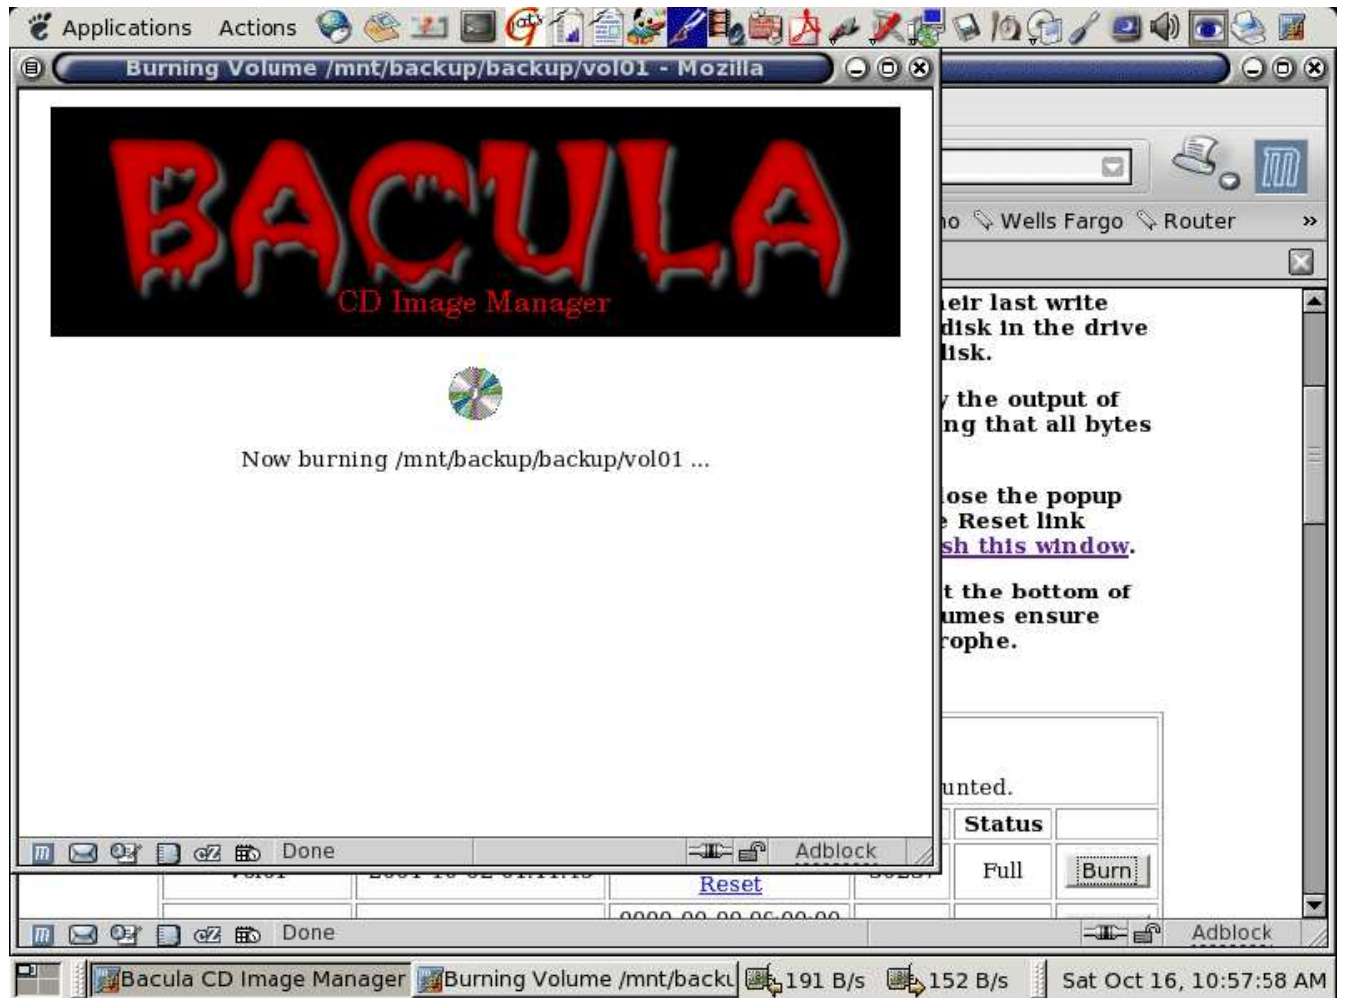 Applications Actions
Burning Volume /mnt/backup/backup/vol01 - Mozilla
BACULA
CD Image Manager
Now burning /mnt/backup/backup/vol01 ...
Done
Adblock
Wells Fargo Router »
eir last write
disk in the drive
disk.
the output of
ng that all bytes
ose the popup
Reset link
sh this window.
t the bottom of
umes ensure
rophe.
unted.
Status
Reset
Full
Burn
Done
Adblock
Bacula CD Image Manager
Burning Volume /mnt/backu
191 B/s
152 B/s
Sat Oct 16, 10:57:58 AM